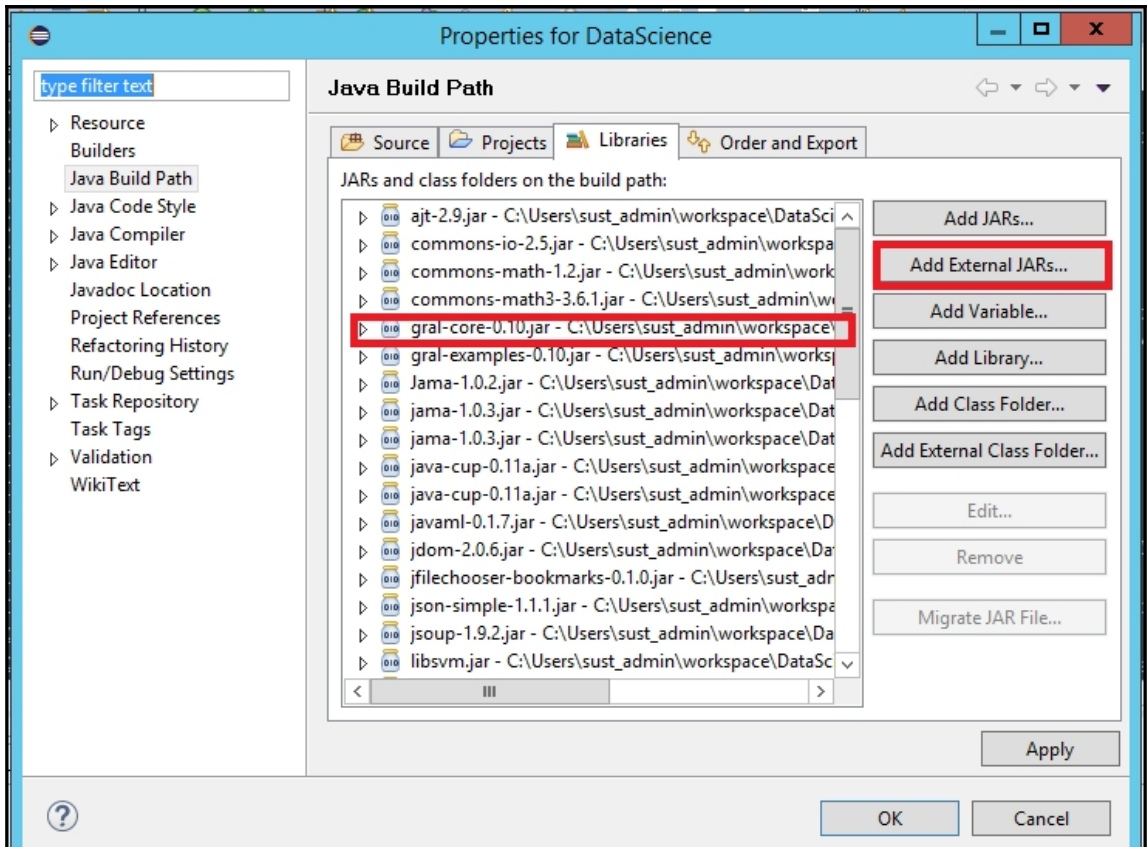 Properties for DataScience
type filter text
Resource
Builders
Java Build Path
Java Code Style
Java Compiler
Java Editor
Javadoc Location
Project References
Refactoring History
Run/Debug Settings
Task Repository
Task Tags
Validation
WikiText
Java Build Path
Source
Projects
Libraries
Order and Export
JARs and class folders on the build path:
ajt-2.9.jar - C:\Users\sust_admin\workspace\DataSci
commons-io-2.5.jar - C:\Users\sust_admin\workspa
commons-math-1.2.jar - C:\Users\sust_admin\work
commons-math3-3.6.1.jar - C:\Users\sust_admin\w
gral-core-0.10.jar - C:\Users\sust_admin\workspace\
gral-examples-0.10.jar - C:\Users\sust_admin\worksp
Jama-1.0.2.jar - C:\Users\sust_admin\workspace\Dat
jama-1.0.3.jar - C:\Users\sust_admin\workspace\Dat
jama-1.0.3.jar - C:\Users\sust_admin\workspace\Dat
java-cup-0.11a.jar - C:\Users\sust_admin\workspace
java-cup-0.11a.jar - C:\Users\sust_admin\workspace
javaml-0.1.7.jar - C:\Users\sust_admin\workspace\D
jdom-2.0.6.jar - C:\Users\sust_admin\workspace\Da
jfilechooser-bookmarks-0.1.0.jar - C:\Users\sust_adr
json-simple-1.1.1.jar - C:\Users\sust_admin\workspa
jsoup-1.9.2.jar - C:\Users\sust_admin\workspace\Da
libsvm.jar - C:\Users\sust_admin\workspace\DataSc
Add JARs...
Add External JARs...
Add Variable...
Add Library...
Add Class Folder...
Add External Class Folder...
Edit...
Remove
Migrate JAR File...
Apply
OK
Cancel